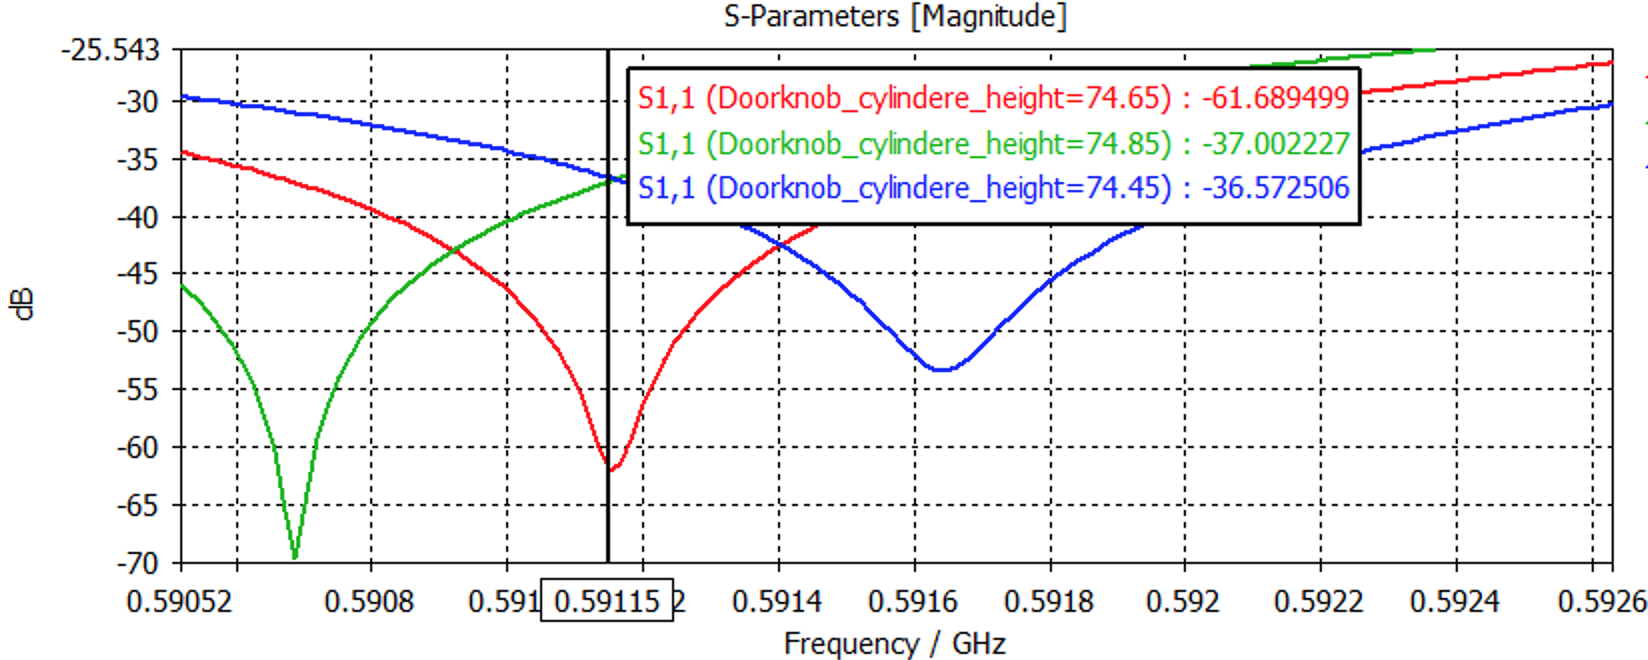 S-Parameters [Magnitude]
-25.543
-30
-35
-40
-45
-50
-55
-60
-65
-70
dB
S1,1 (Doorknob_cylindere_height=74.65) : -61.689499
S1,1 (Doorknob_cylindere_height=74.85) : -37.002227
S1,1 (Doorknob_cylindere_height=74.45) : -36.572506
0.59052 0.5908 0.591 0.59115 2 0.5914 0.5916 0.5918 0.592 0.5922 0.5924 0.5926
Frequency / GHz